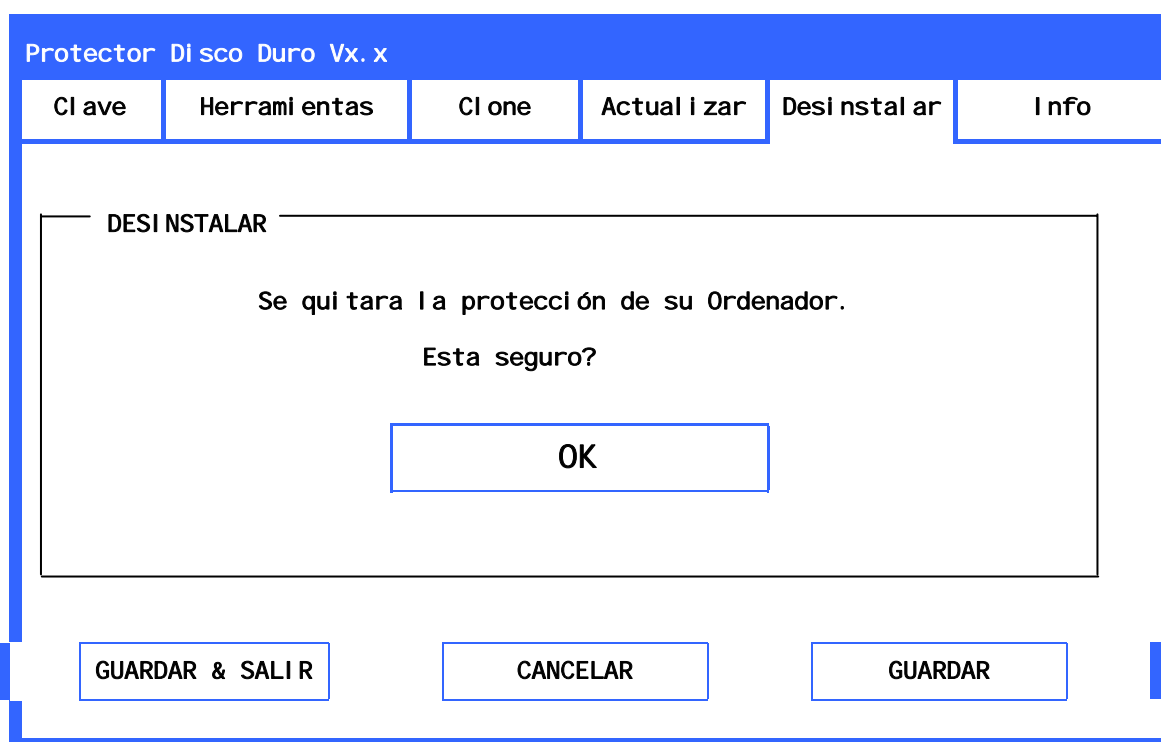 Protector Disco Duro Vx.x
Clave Herramientas Clone Actualizar Desinstalar Info
DESINSTALAR
Se quitara la protección de su Ordenador.
Esta seguro?
OK
GUARDAR & SALIR CANCELAR GUARDAR